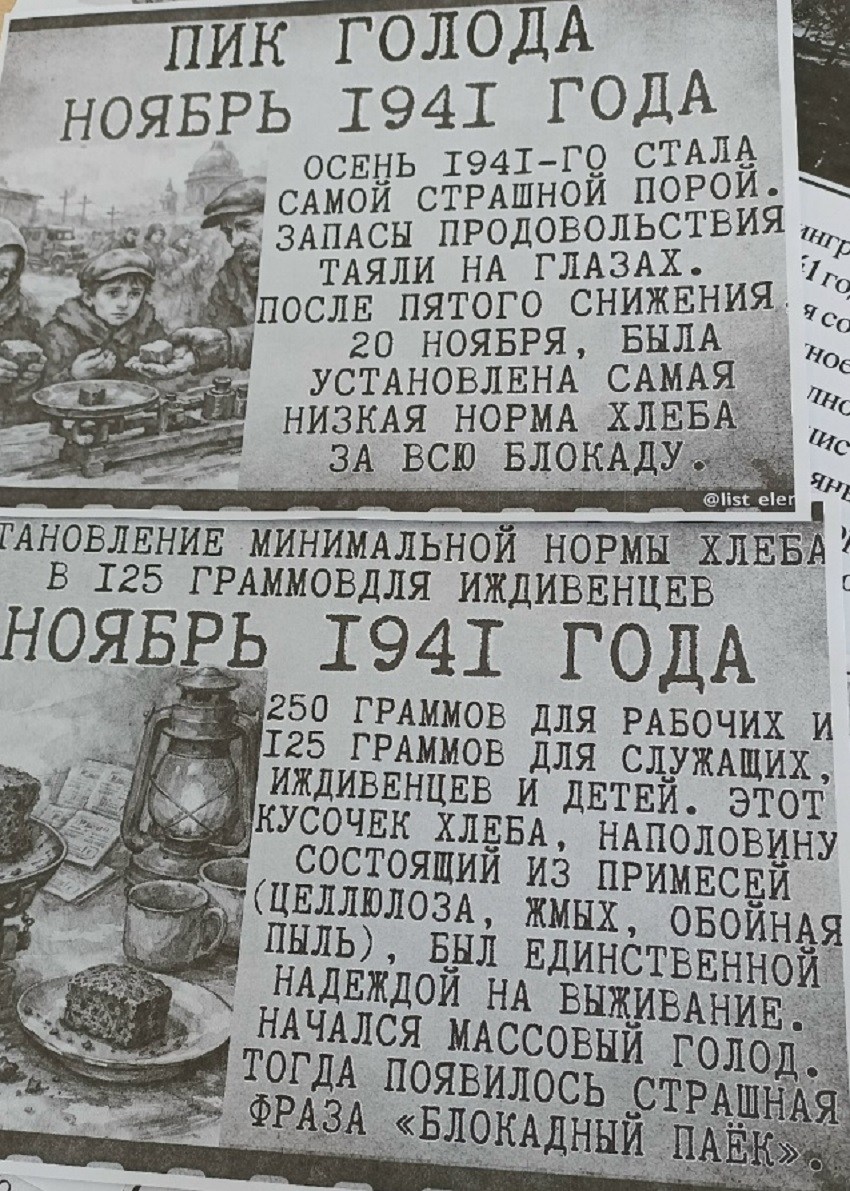 ПИК ГОЛОДА
НОЯБРЬ 1941 ГОДА
ОСЕНЬ 1941-ГО СТАЛА
САМОЙ СТРАШНОЙ ПОРОЙ.
ЗАПАСЫ ПРОДОВОЛЬСТВИЯ
ТАЯЛИ НА ГЛАЗАХ.
ПОСЛЕ ПЯТОГО СНИЖЕНИЯ
20 НОЯБРЯ, БЫЛА
УСТАНОВЛЕНА САМАЯ
НИЗКАЯ НОРМА ХЛЕБА
ЗА ВСЮ БЛОКАДУ.
@list_eler
ТАНОВЛЕНИЕ МИНИМАЛЬНОЙ НОРМЫ ХЛЕБА
В 125 ГРАММОВДЛЯ ИЖДИВЕНЦЕВ
НОЯБРЬ 1941 ГОДА
250 ГРАММОВ ДЛЯ РАБОЧИХ И
125 ГРАММОВ ДЛЯ СЛУЖАЩИХ,
ИЖДИВЕНЦЕВ И ДЕТЕЙ. ЭТОТ
КУСОЧЕК ХЛЕБА, НАПОЛОВИНУ
СОСТОЯЩИЙ ИЗ ПРИМЕСЕЙ
(ЦЕЛЛЮЛОЗА, ЖМЫХ, ОБОЙНАЯ
ПЫЛЬ), БЫЛ ЕДИНСТВЕННОЙ
НАДЕЖДОЙ НА ВЫЖИВАНИЕ.
НАЧАЛСЯ МАССОВЫЙ ГОЛОД.
ТОГДА ПОЯВИЛОСЬ СТРАШНАЯ
ФРАЗА «БЛОКАДНЫЙ ПАЁК».